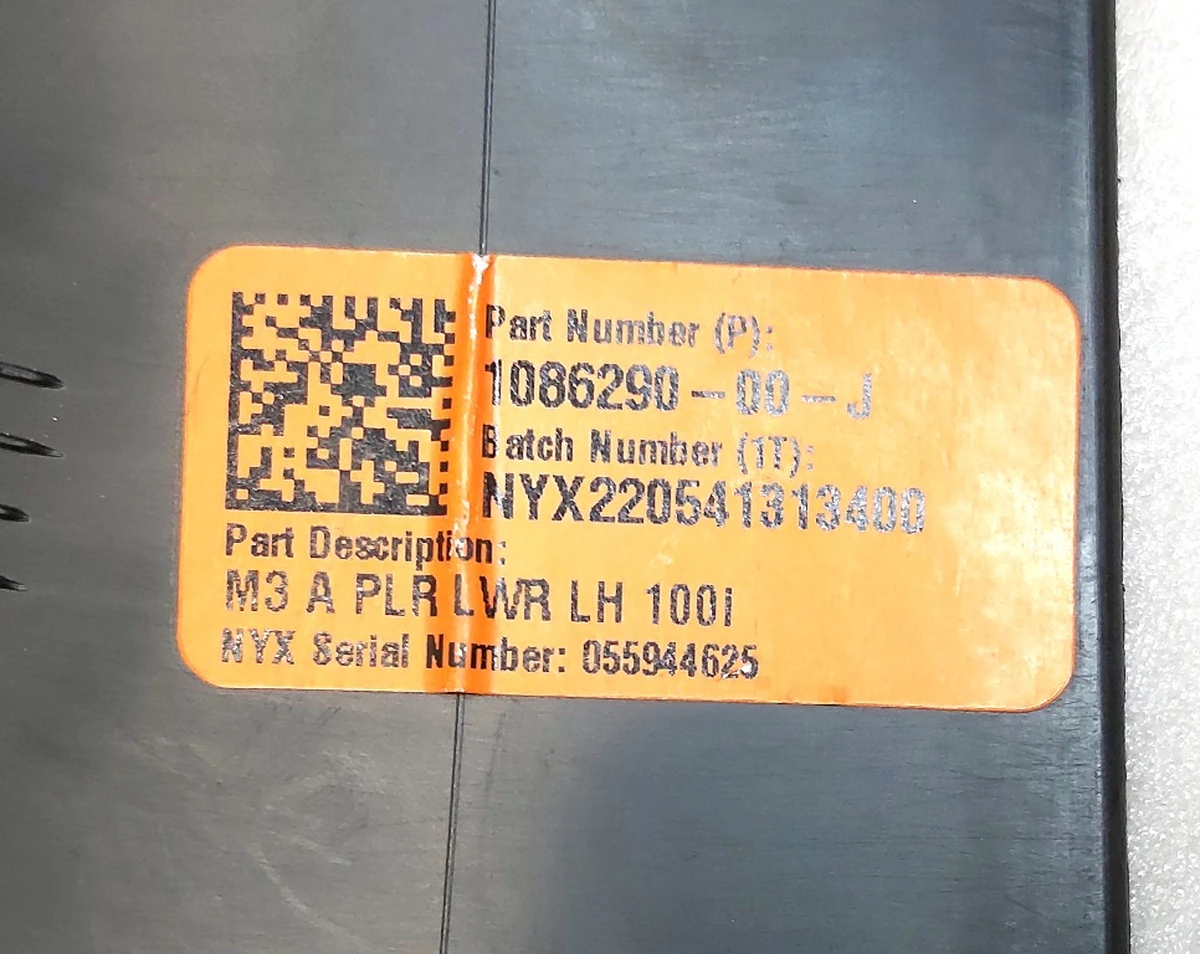 Part Number (P):
1086290-00-J
Batch Number (1T):
NYX220541313400
Part Description:
M3 A PLR LWR LH 100i
NYX Serial Number: 055944625